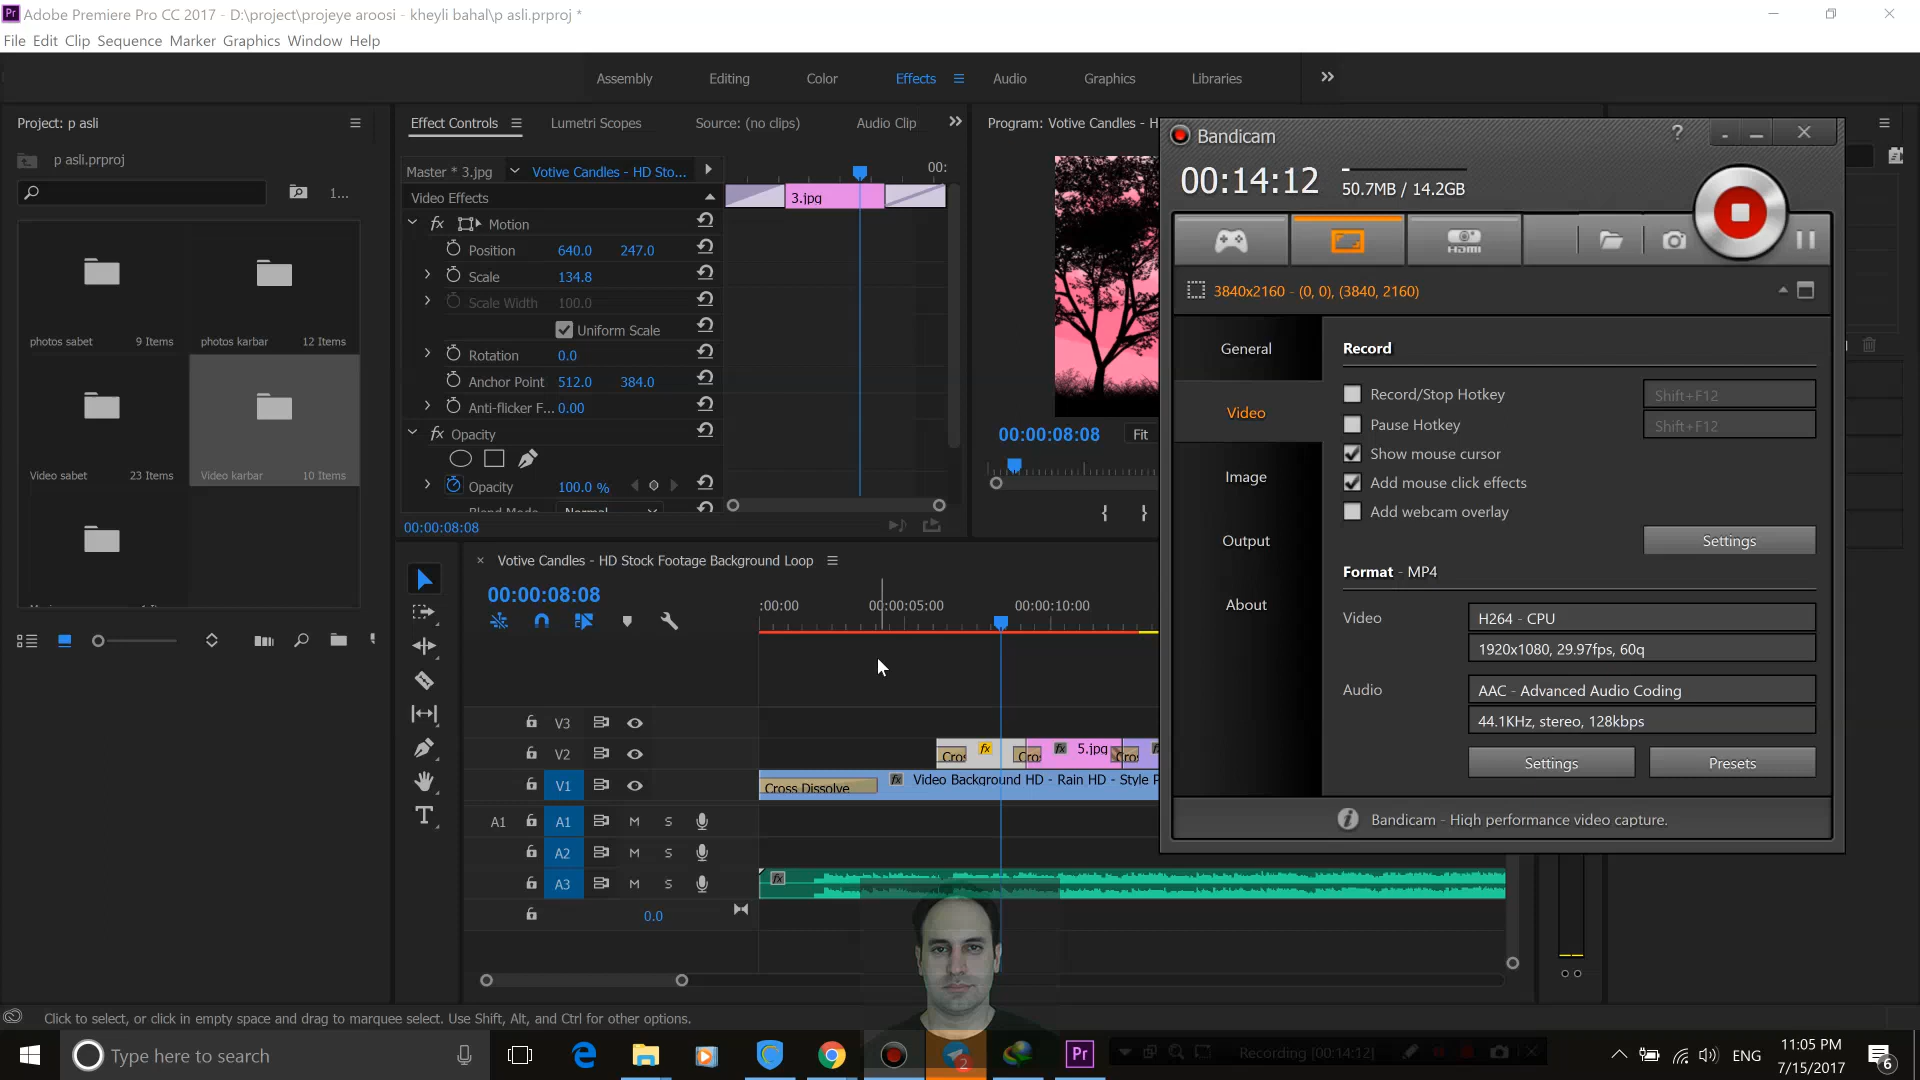 Adobe Premiere Pro CC 2017 - D:\project\projeye aroosi - kheyli bahal\p asli.prproj *
File Edit Clip Sequence Marker Graphics Window Help
Assembly Editing Color Effects Audio Graphics Libraries
Project: p asli
p asli.prproj
1...
photos sabet 9 Items
photos karbar 12 Items
Video sabet 23 Items
Video karbar 10 Items
Effect Controls Lumetri Scopes Source: (no clips) Audio Clip
Master * 3.jpg Votive Candles - HD Sto...
00:
Video Effects
3.jpg
fx Motion
Position 640.0 247.0
Scale 134.8
Scale Width 100.0
Uniform Scale
Rotation 0.0
Anchor Point 512.0 384.0
Anti-flicker F... 0.00
fx Opacity
Opacity 100.0 %
Blend Mode Normal
00:00:08:08
Program: Votive Candles - H
00:00:08:08 Fit
× Votive Candles - HD Stock Footage Background Loop
00:00:08:08
:00:00 00:00:05:00 00:00:10:00
V3
V2 Cros fx Cro fx 5.jpg Cro
V1 Cross Dissolve fx Video Background HD - Rain HD - Style P
A1 A1 M S
A2 M S
A3 M S fx
0.0
Click to select, or click in empty space and drag to marquee select. Use Shift, Alt, and Ctrl for other options.
Bandicam ?
00:14:12 50.7MB / 14.2GB
HDMI
3840x2160 - (0, 0), (3840, 2160)
General
Video
Image
Output
About
Record
Record/Stop Hotkey Shift+F12
Pause Hotkey Shift+F12
Show mouse cursor
Add mouse click effects
Add webcam overlay
Settings
Format - MP4
Video H264 - CPU
1920x1080, 29.97fps, 60q
Audio AAC - Advanced Audio Coding
44.1KHz, stereo, 128kbps
Settings Presets
Bandicam - High performance video capture.
Type here to search
2
Pr
Recording [00:14:12]
ENG
11:05 PM
7/15/2017
6